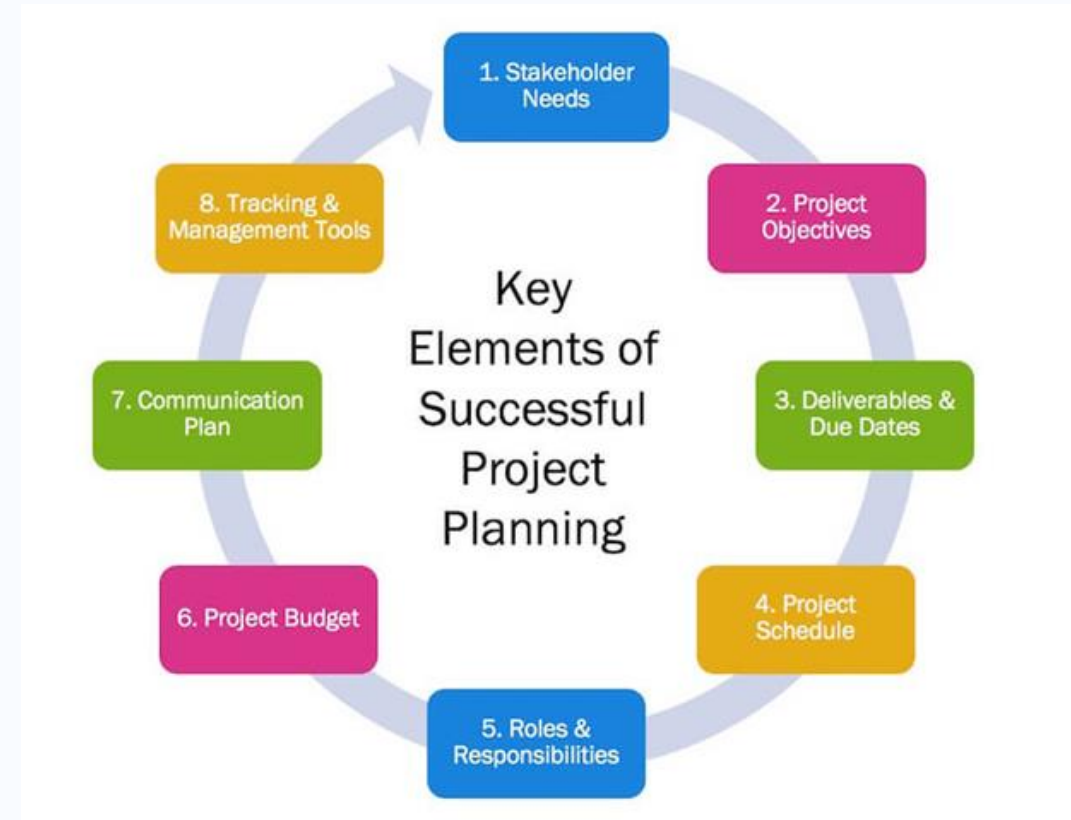 1. Stakeholder
Needs
2. Project
Objectives
3. Deliverables &
Due Dates
4. Project
Schedule
5. Roles &
Responsibilities
6. Project Budget
7. Communication
Plan
8. Tracking &
Management Tools
Key
Elements of
Successful
Project
Planning